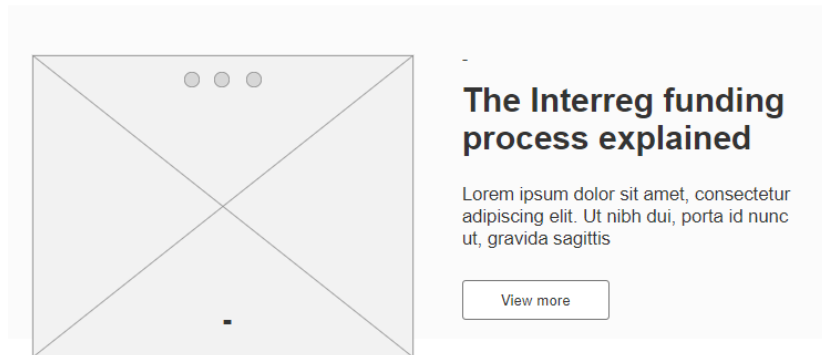 -
The Interreg funding
process explained
Lorem ipsum dolor sit amet, consectetur
adipiscing elit. Ut nibh dui, porta id nunc
ut, gravida sagittis
View more
-